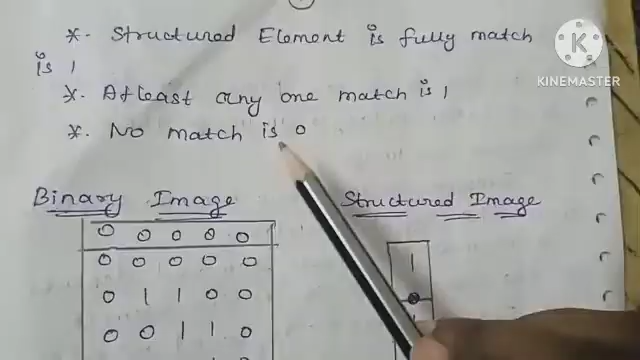 *. Structured Element is fully match
is 1
*. Atleast any one match is 1
*. No match is 0
KINEMASTER
Binary Image Structured Image
0 0 0 0 0
0 0 0 0 0
0 1 1 0 0
0 0 1 1 0
1